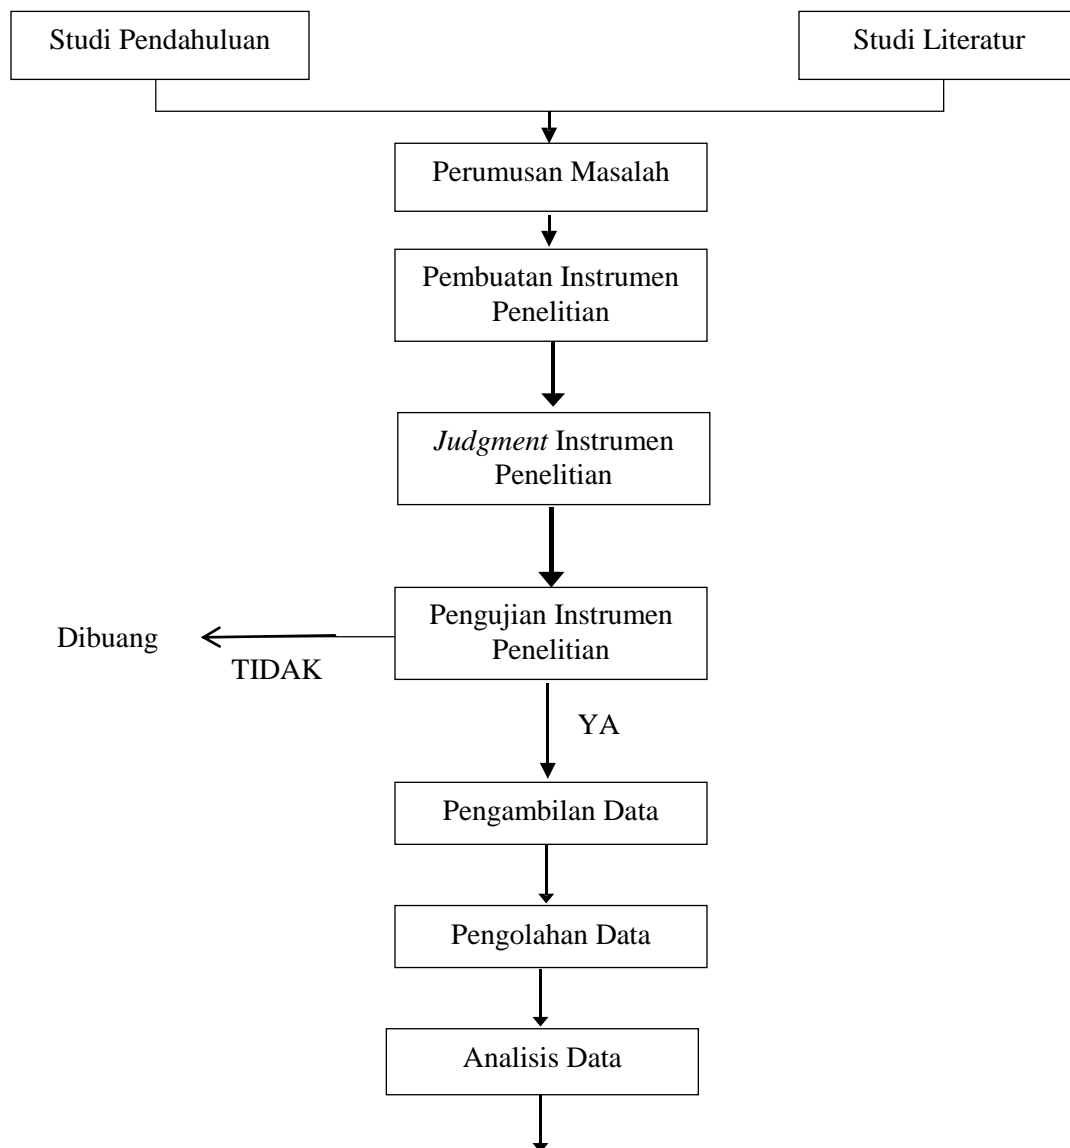 Studi Pendahuluan
Studi Literatur
Perumusan Masalah
Pembuatan Instrumen
Penelitian
Judgment Instrumen
Penelitian
Pengujian Instrumen
Penelitian
Dibuang
TIDAK
YA
Pengambilan Data
Pengolahan Data
Analisis Data